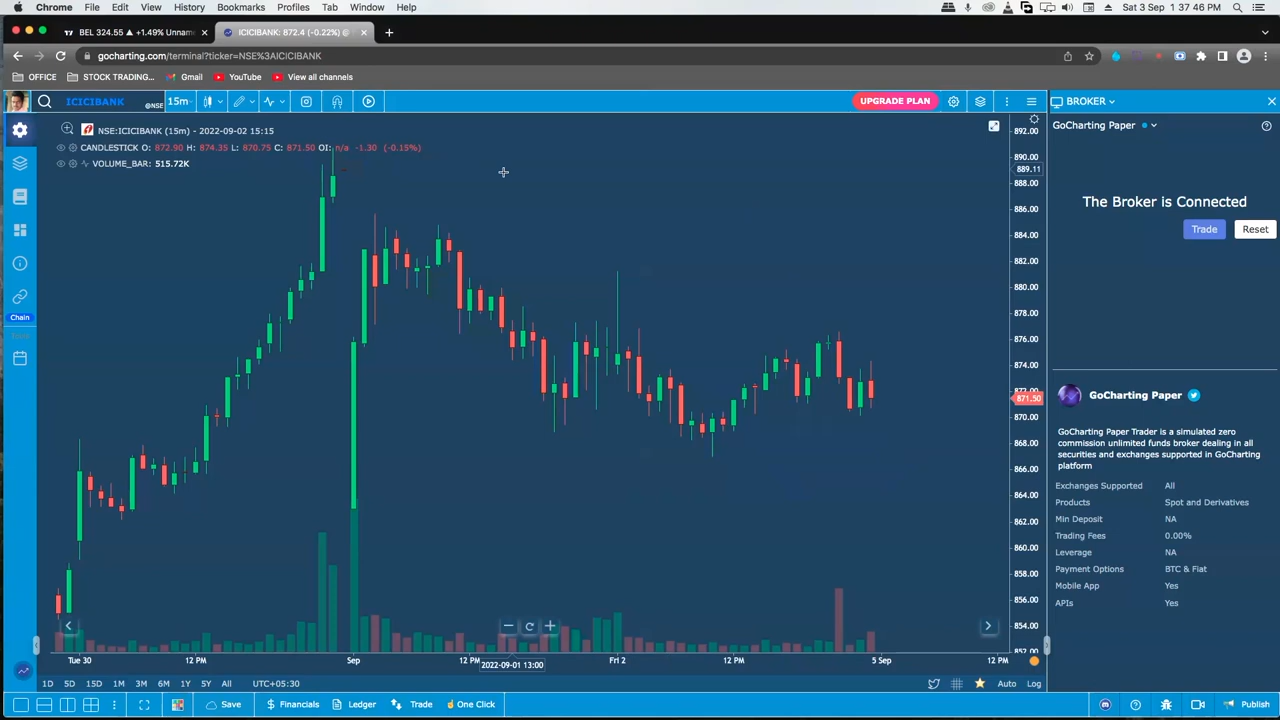 Chrome File Edit View History Bookmarks Profiles Tab Window Help Sat 3 Sep 1:37:46 PM
BEL 324.55 ▲ +1.49% Unnam
ICICIBANK: 872.4 (-0.22%) @
gocharting.com/terminal?ticker=NSE%3AICICIBANK
OFFICE STOCK TRADING... Gmail YouTube View all children
ICICIBANK @NSE 15m UPGRADE PLAN
BROKER
NSE:ICICIBANK (15m) - 2022-09-02 15:15
CANDLESTICK O: 872.90 H: 874.35 L: 870.75 C: 871.50 OI: n/a -1.30 (-0.15%)
VOLUME_BAR: 515.72K
Chain
892.00
890.00
889.11
888.00
886.00
884.00
882.00
880.00
878.00
876.00
874.00
872.00
871.50
870.00
868.00
866.00
864.00
862.00
860.00
858.00
856.00
854.00
852.00
Tue 30 12 PM Sep 12 PM 2022-09-01 13:00 Fri 2 12 PM 5 Sep 12 PM
1D 5D 15D 1M 3M 6M 1Y 5Y All UTC+05:30 Auto Log
Save Financials Ledger Trade One Click Publish
GoCharting Paper
The Broker is Connected
Trade Reset
GoCharting Paper
GoCharting Paper Trader is a simulated zero
commission unlimited funds broker dealing in all
securities and exchanges supported in GoCharting
platform
Exchanges Supported All
Products Spot and Derivatives
Min Deposit NA
Trading Fees 0.00%
Leverage NA
Payment Options BTC & Fiat
Mobile App Yes
APIs Yes